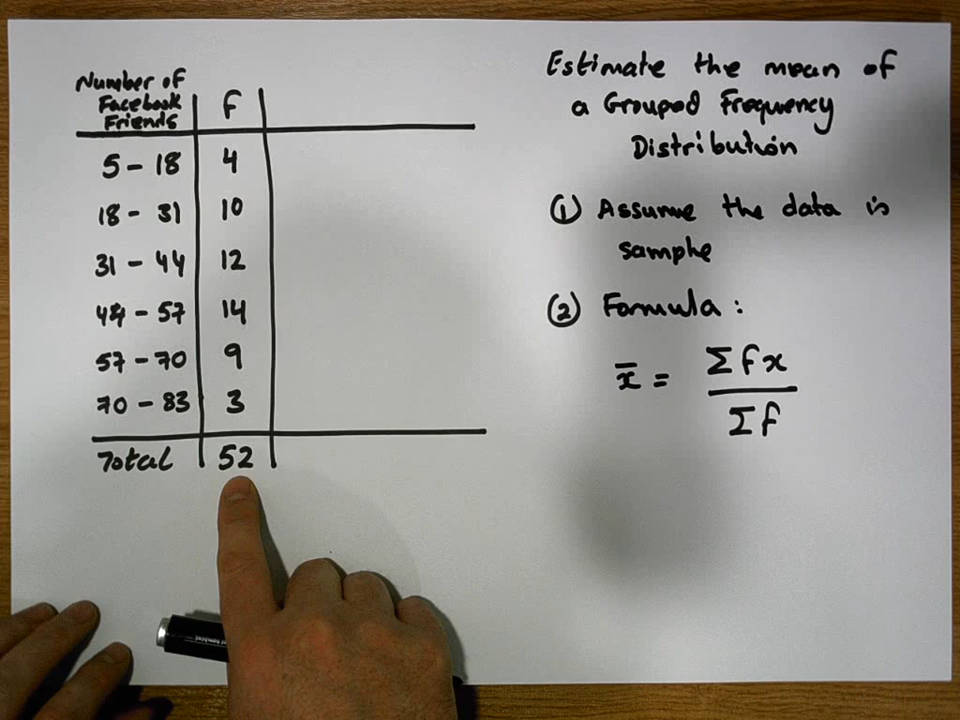 Number of
Facebook
Friends
f
5 - 18 4
18 - 31 10
31 - 44 12
44 - 57 14
57 - 70 9
70 - 83 3
Total 52
Estimate the mean of
a Grouped Frequency
Distribution
(1) Assume the data is
sample
(2) Formula:
x̄ = Σfx / Σf